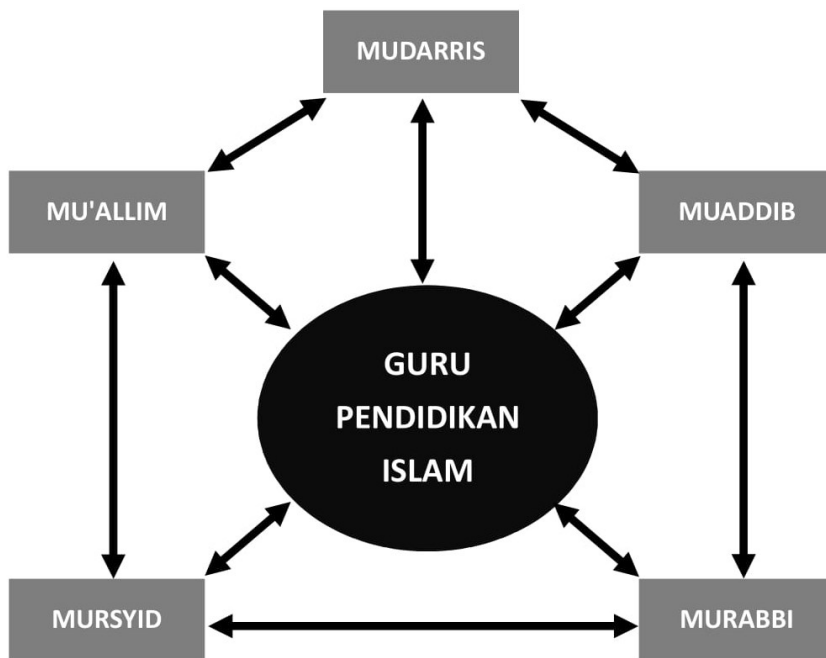 MUDARRIS
MU'ALLIM
MUADDIB
GURU
PENDIDIKAN
ISLAM
MURSYID
MURABBI